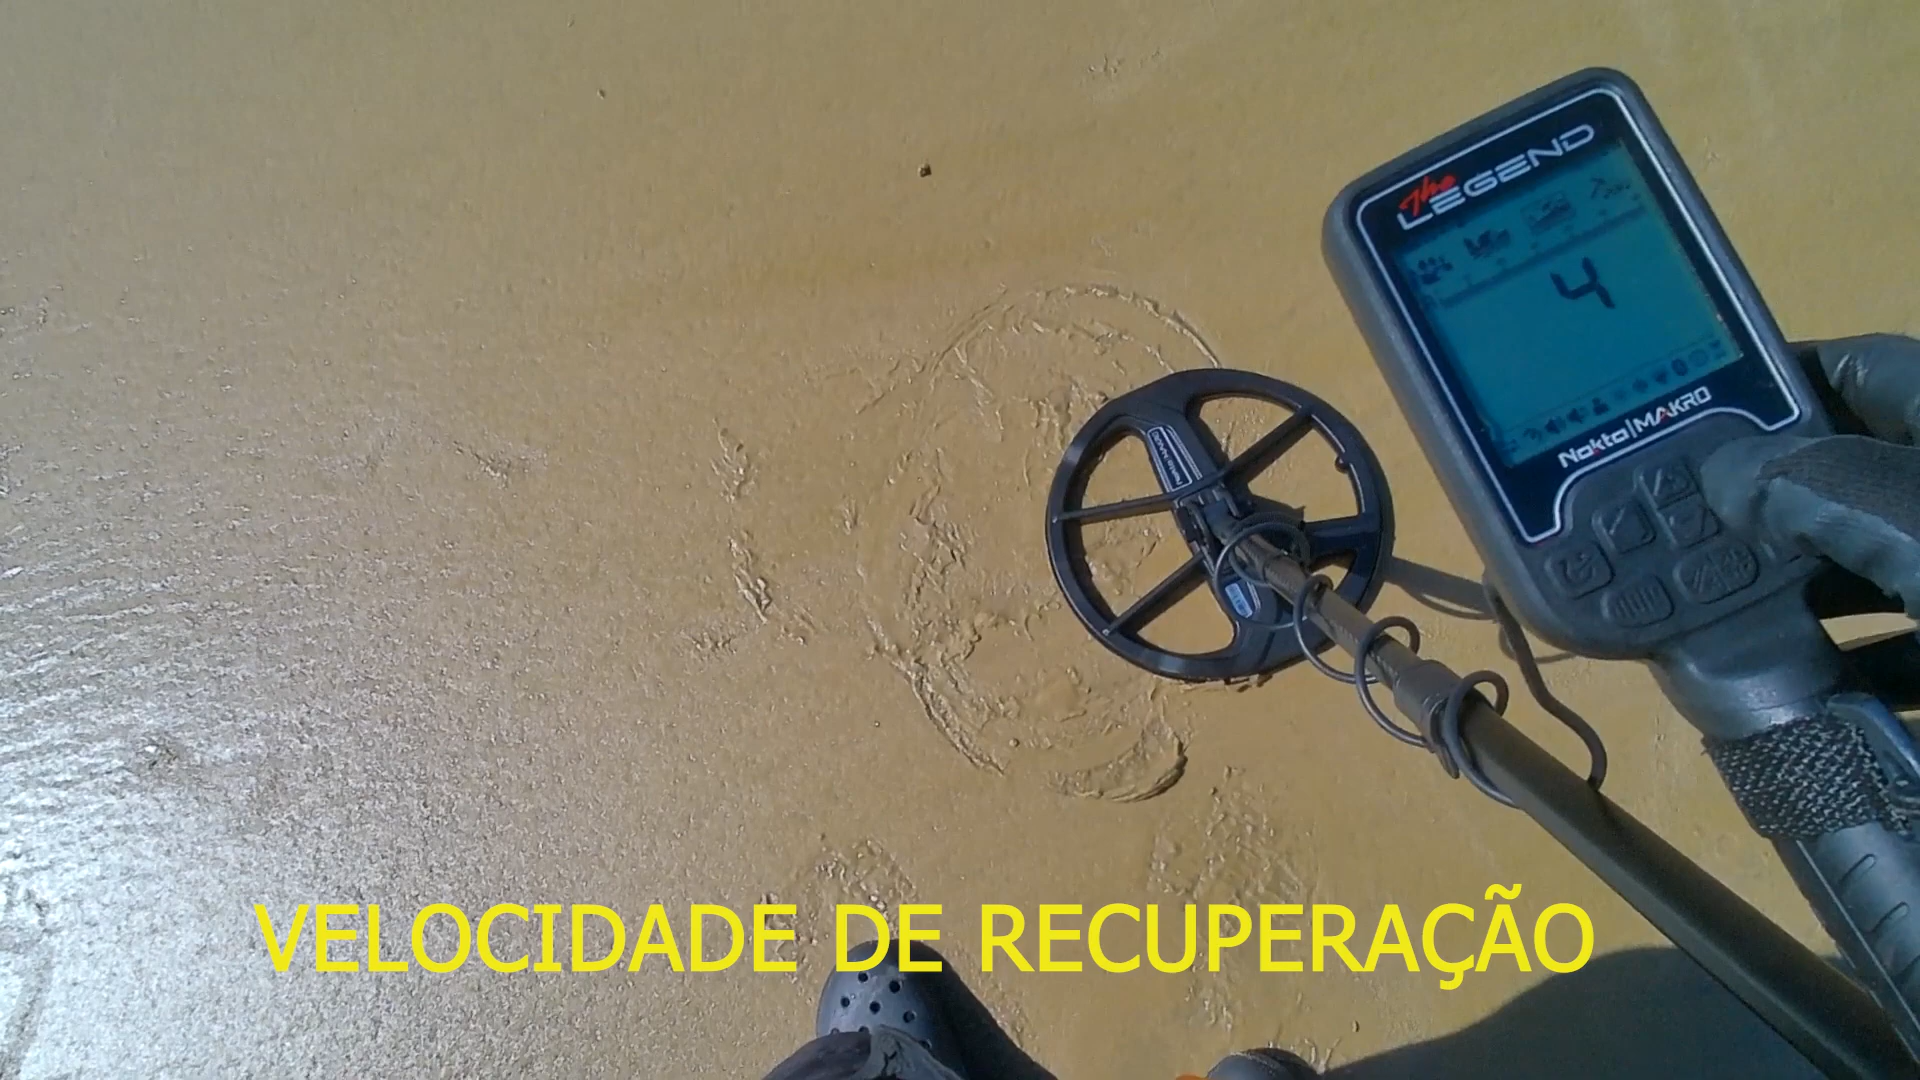 The
LEGEND
4
Nokta|MAKRO
VELOCIDADE DE RECUPERAÇÃO